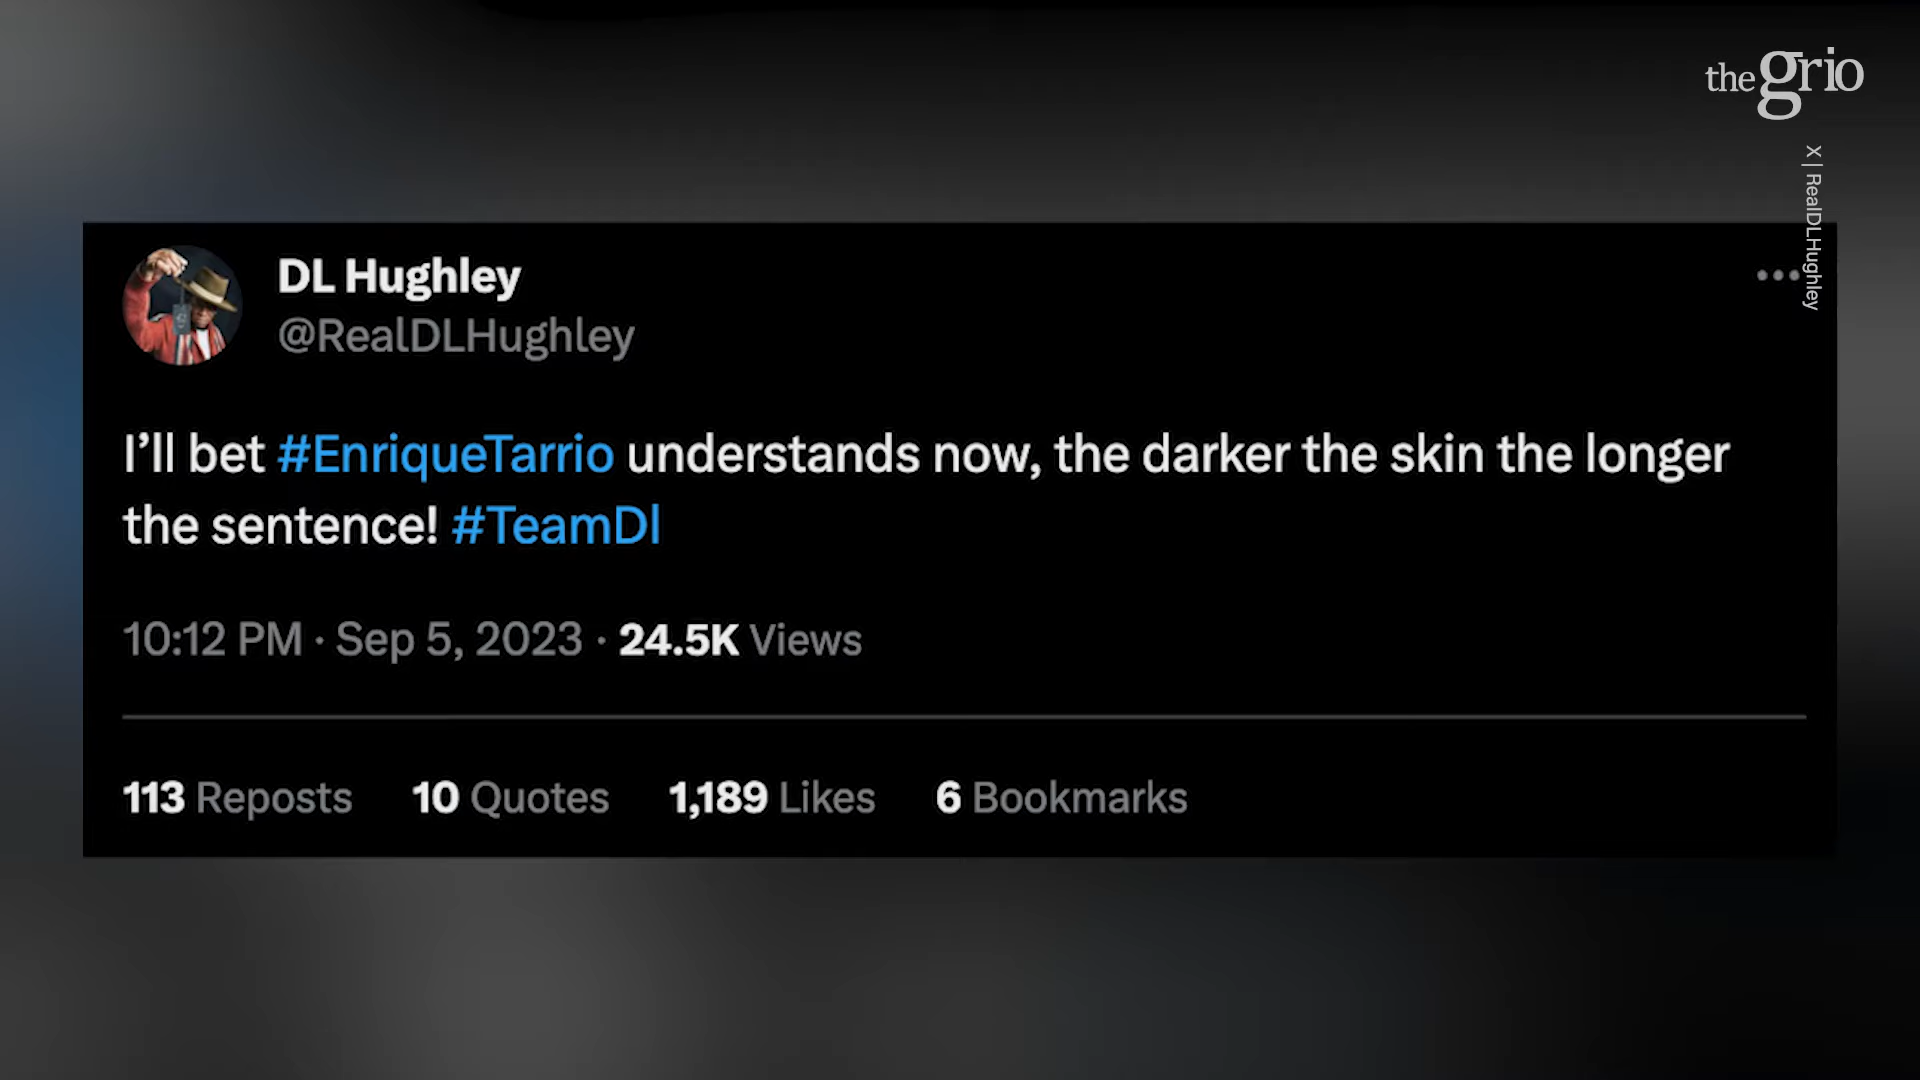 thegrio
X | RealDLHughley
DL Hughley
@RealDLHughley
I’ll bet #EnriqueTarrio understands now, the darker the skin the longer
the sentence! #TeamDl
10:12 PM · Sep 5, 2023 · 24.5K Views
113 Reposts 10 Quotes 1,189 Likes 6 Bookmarks